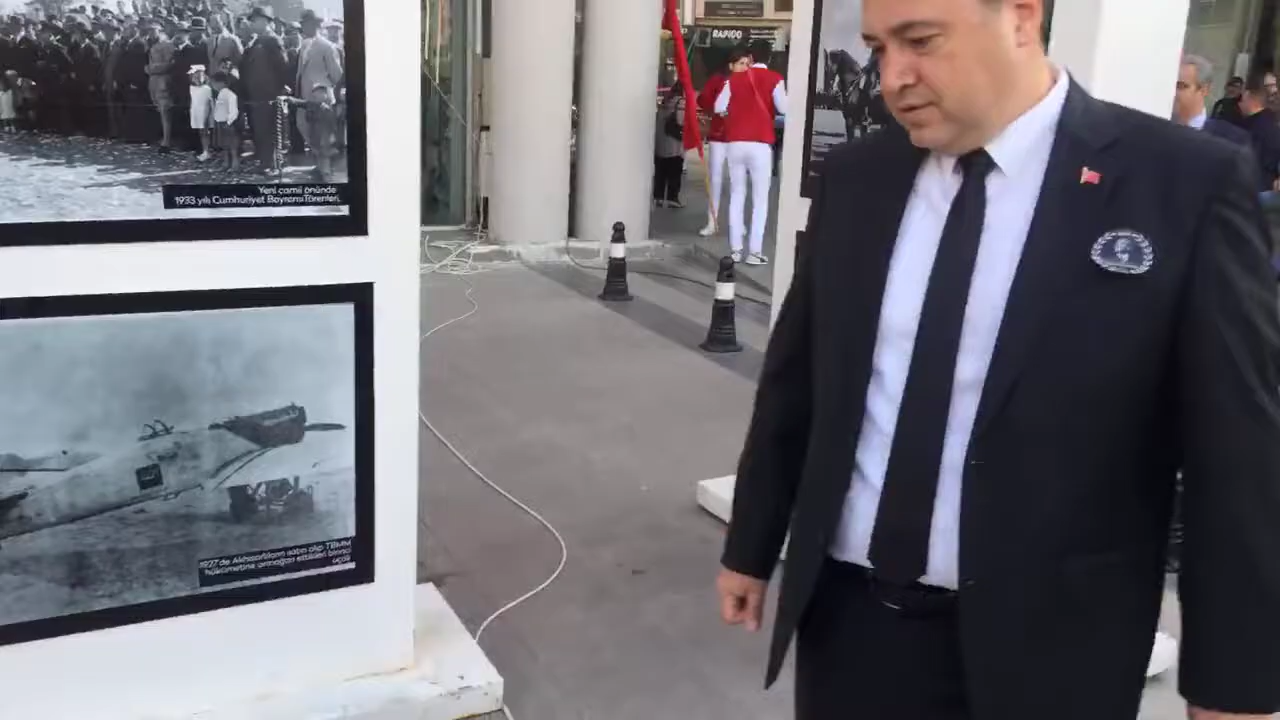 Yeni camii önünde
1933 yılı Cumhuriyet Bayramı Törenleri.
1927 de Akhisarlıların satın alıp TBMM
hükümetine armağan ettikleri birinci
uçak
RAPIDO